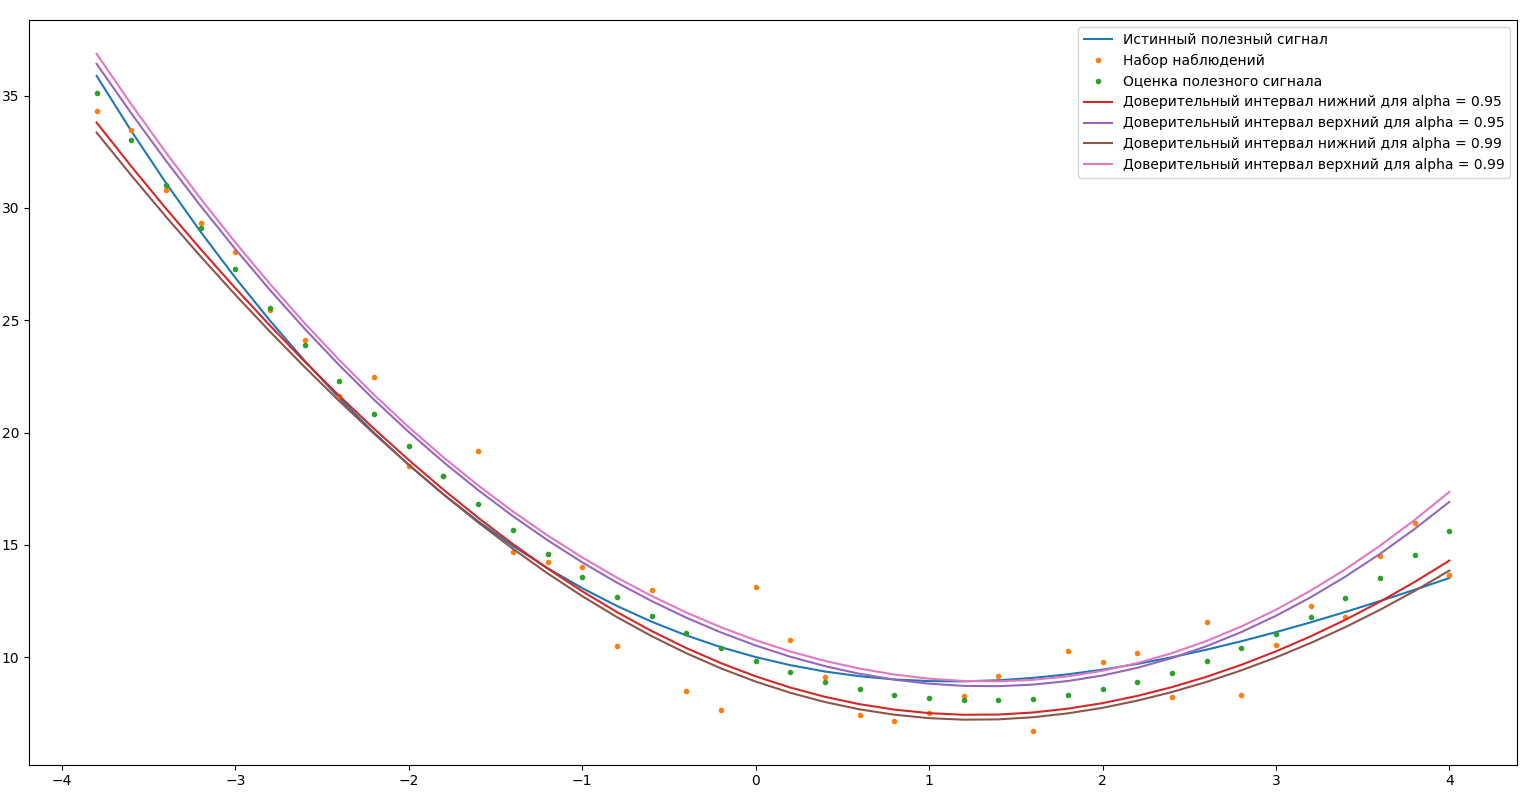 Истинный полезный сигнал
Набор наблюдений
Оценка полезного сигнала
Доверительный интервал нижний для alpha = 0.95
Доверительный интервал верхний для alpha = 0.95
Доверительный интервал нижний для alpha = 0.99
Доверительный интервал верхний для alpha = 0.99
35
30
25
20
15
10
−4 −3 −2 −1 0 1 2 3 4